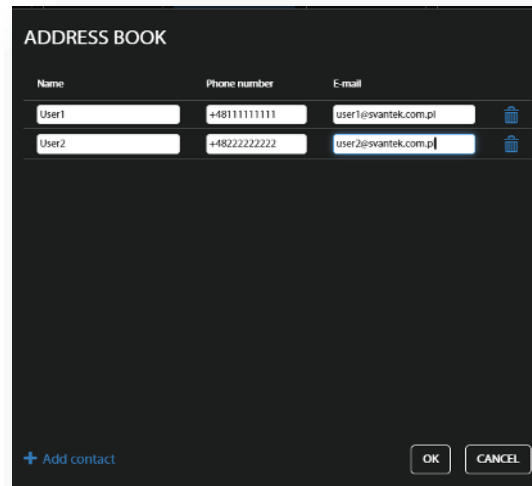 ADDRESS BOOK
Name Phone number E-mail
User1 +48111111111 user1@svantek.com.pl
User2 +48222222222 user2@svantek.com.pl
+ Add contact OK CANCEL